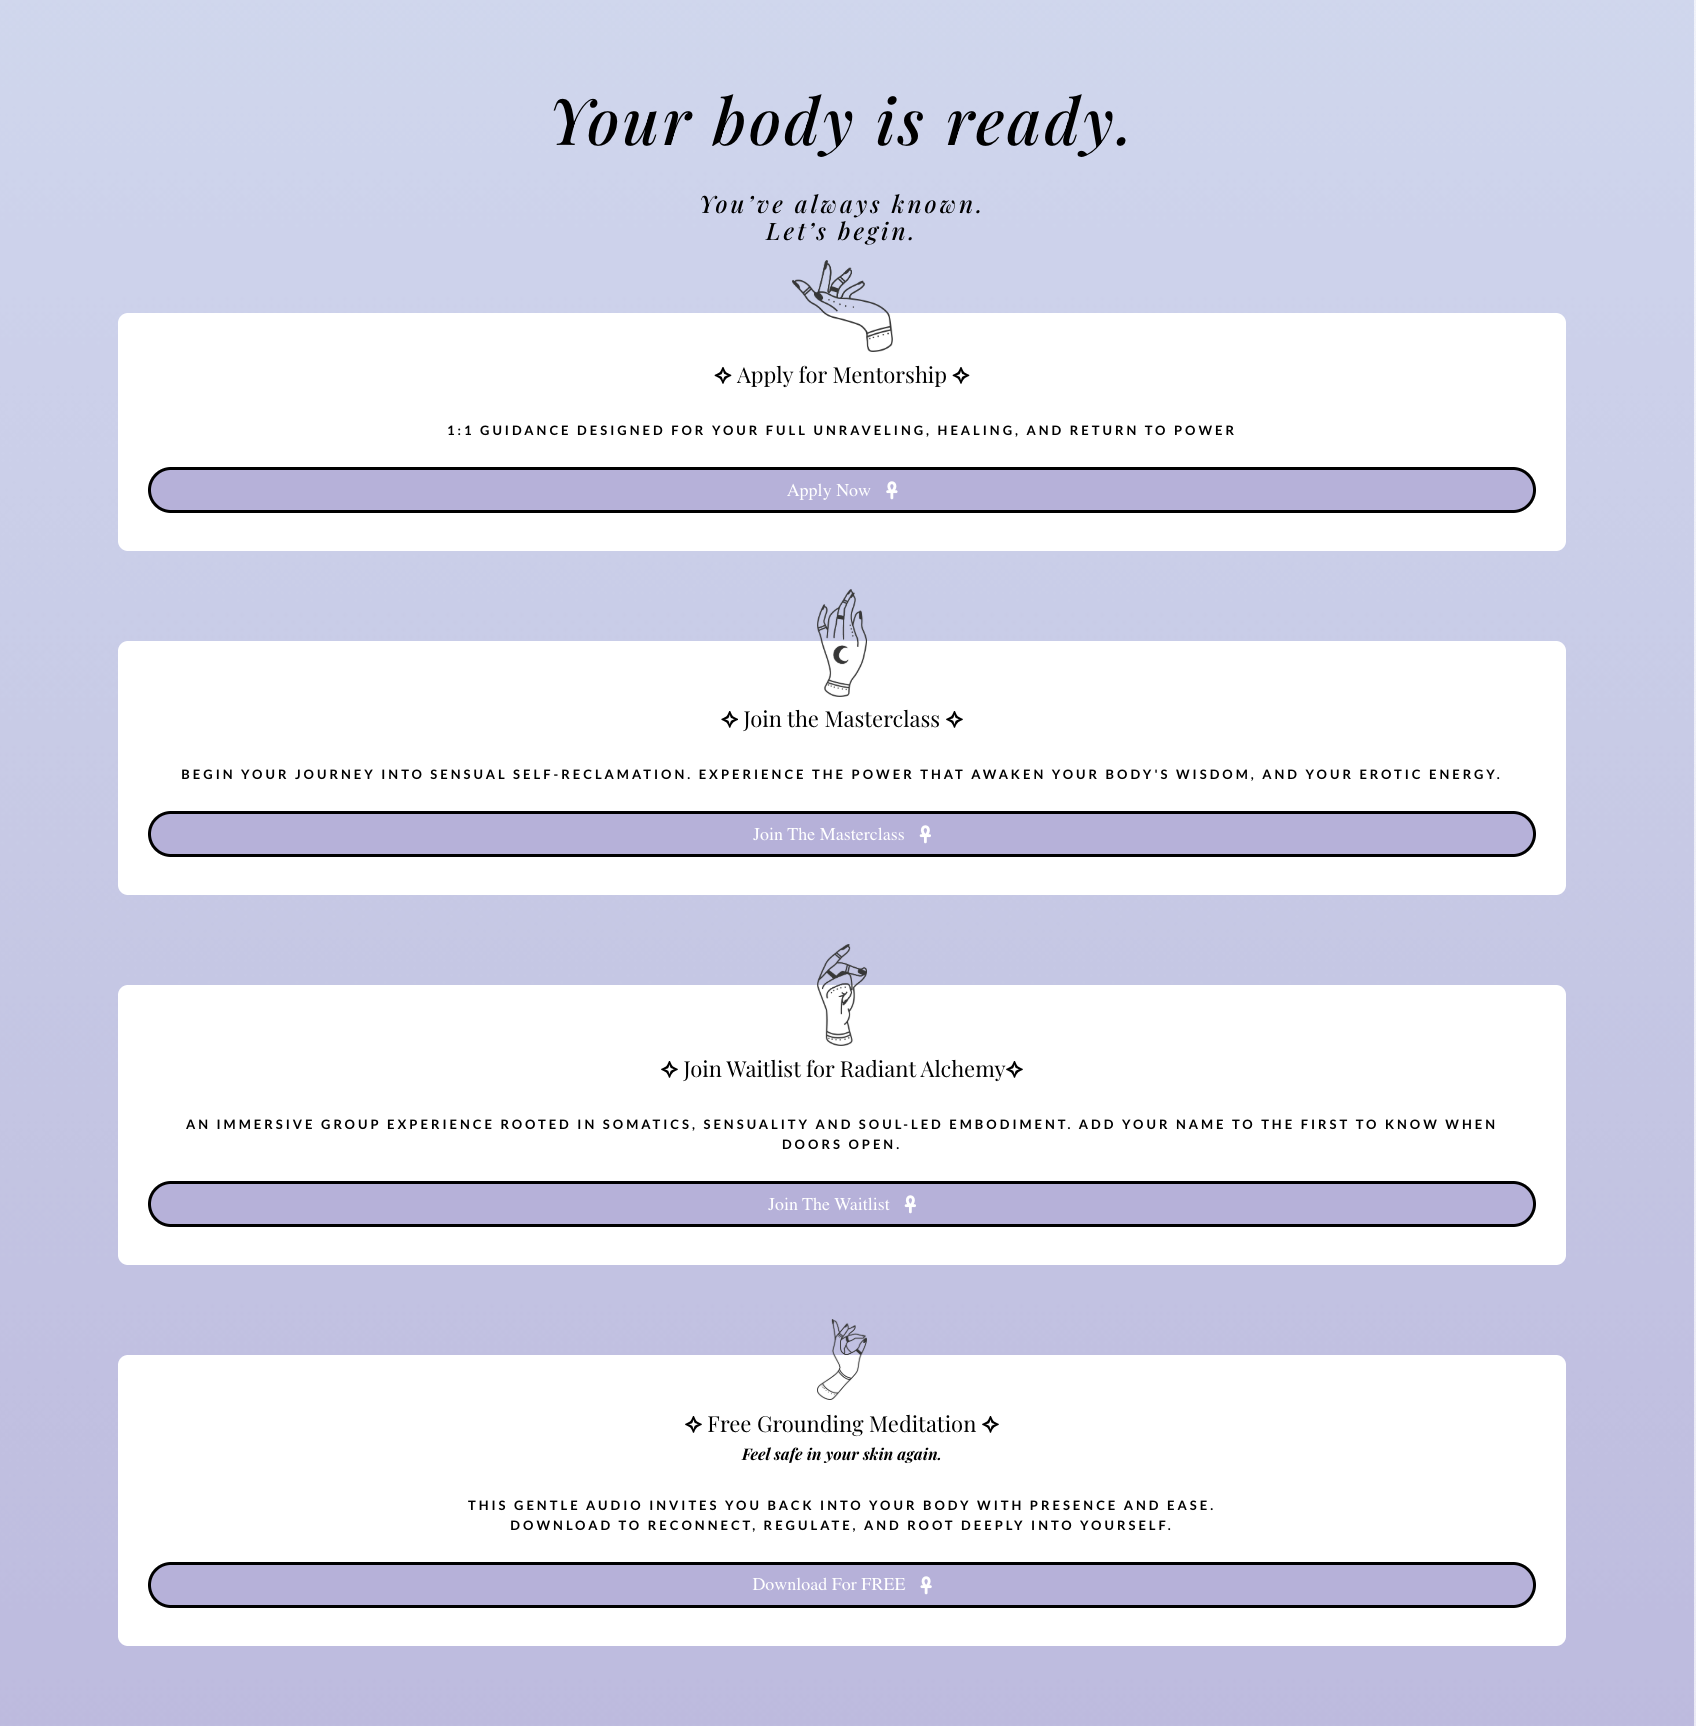 Your body is ready.
You’ve always known.
Let’s begin.
✧ Apply for Mentorship ✧
1:1 GUIDANCE DESIGNED FOR YOUR FULL UNRAVELING, HEALING, AND RETURN TO POWER
Apply Now
✧ Join the Masterclass ✧
BEGIN YOUR JOURNEY INTO SENSUAL SELF-RECLAMATION. EXPERIENCE THE POWER THAT AWAKEN YOUR BODY'S WISDOM, AND YOUR EROTIC ENERGY.
Join The Masterclass
✧ Join Waitlist for Radiant Alchemy✧
AN IMMERSIVE GROUP EXPERIENCE ROOTED IN SOMATICS, SENSUALITY AND SOUL-LED EMBODIMENT. ADD YOUR NAME TO THE FIRST TO KNOW WHEN
DOORS OPEN.
Join The Waitlist
✧ Free Grounding Meditation ✧
Feel safe in your skin again.
THIS GENTLE AUDIO INVITES YOU BACK INTO YOUR BODY WITH PRESENCE AND EASE.
DOWNLOAD TO RECONNECT, REGULATE, AND ROOT DEEPLY INTO YOURSELF.
Download For FREE